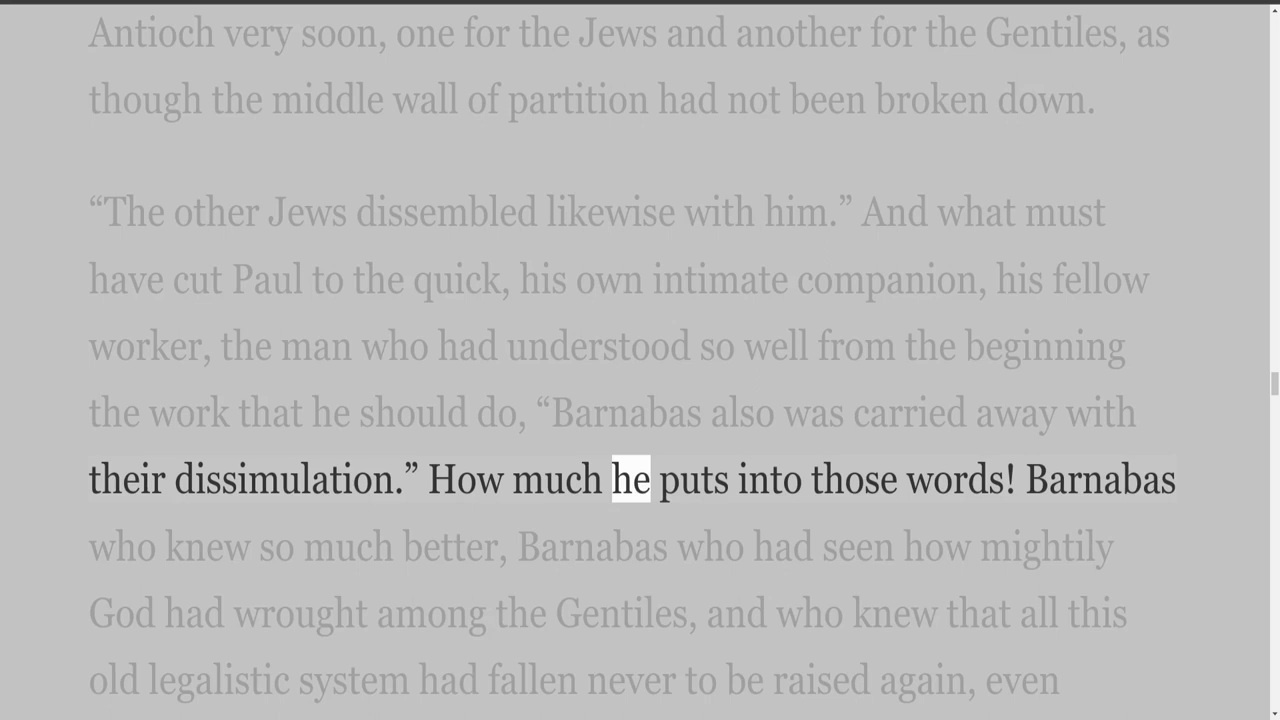 Antioch very soon, one for the Jews and another for the Gentiles, as
though the middle wall of partition had not been broken down.
“The other Jews dissembled likewise with him.” And what must
have cut Paul to the quick, his own intimate companion, his fellow
worker, the man who had understood so well from the beginning
the work that he should do, “Barnabas also was carried away with
their dissimulation.” How much he puts into those words! Barnabas
who knew so much better, Barnabas who had seen how mightily
God had wrought among the Gentiles, and who knew that all this
old legalistic system had fallen never to be raised again, even